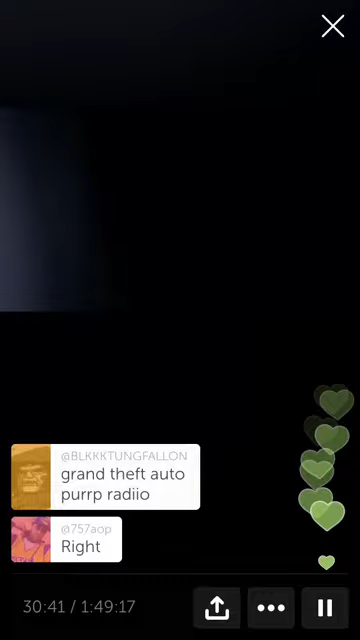 @BLKKKTUNGFALLON
grand theft auto
purrp radiio
@757aop
Right
30:41 / 1:49:17